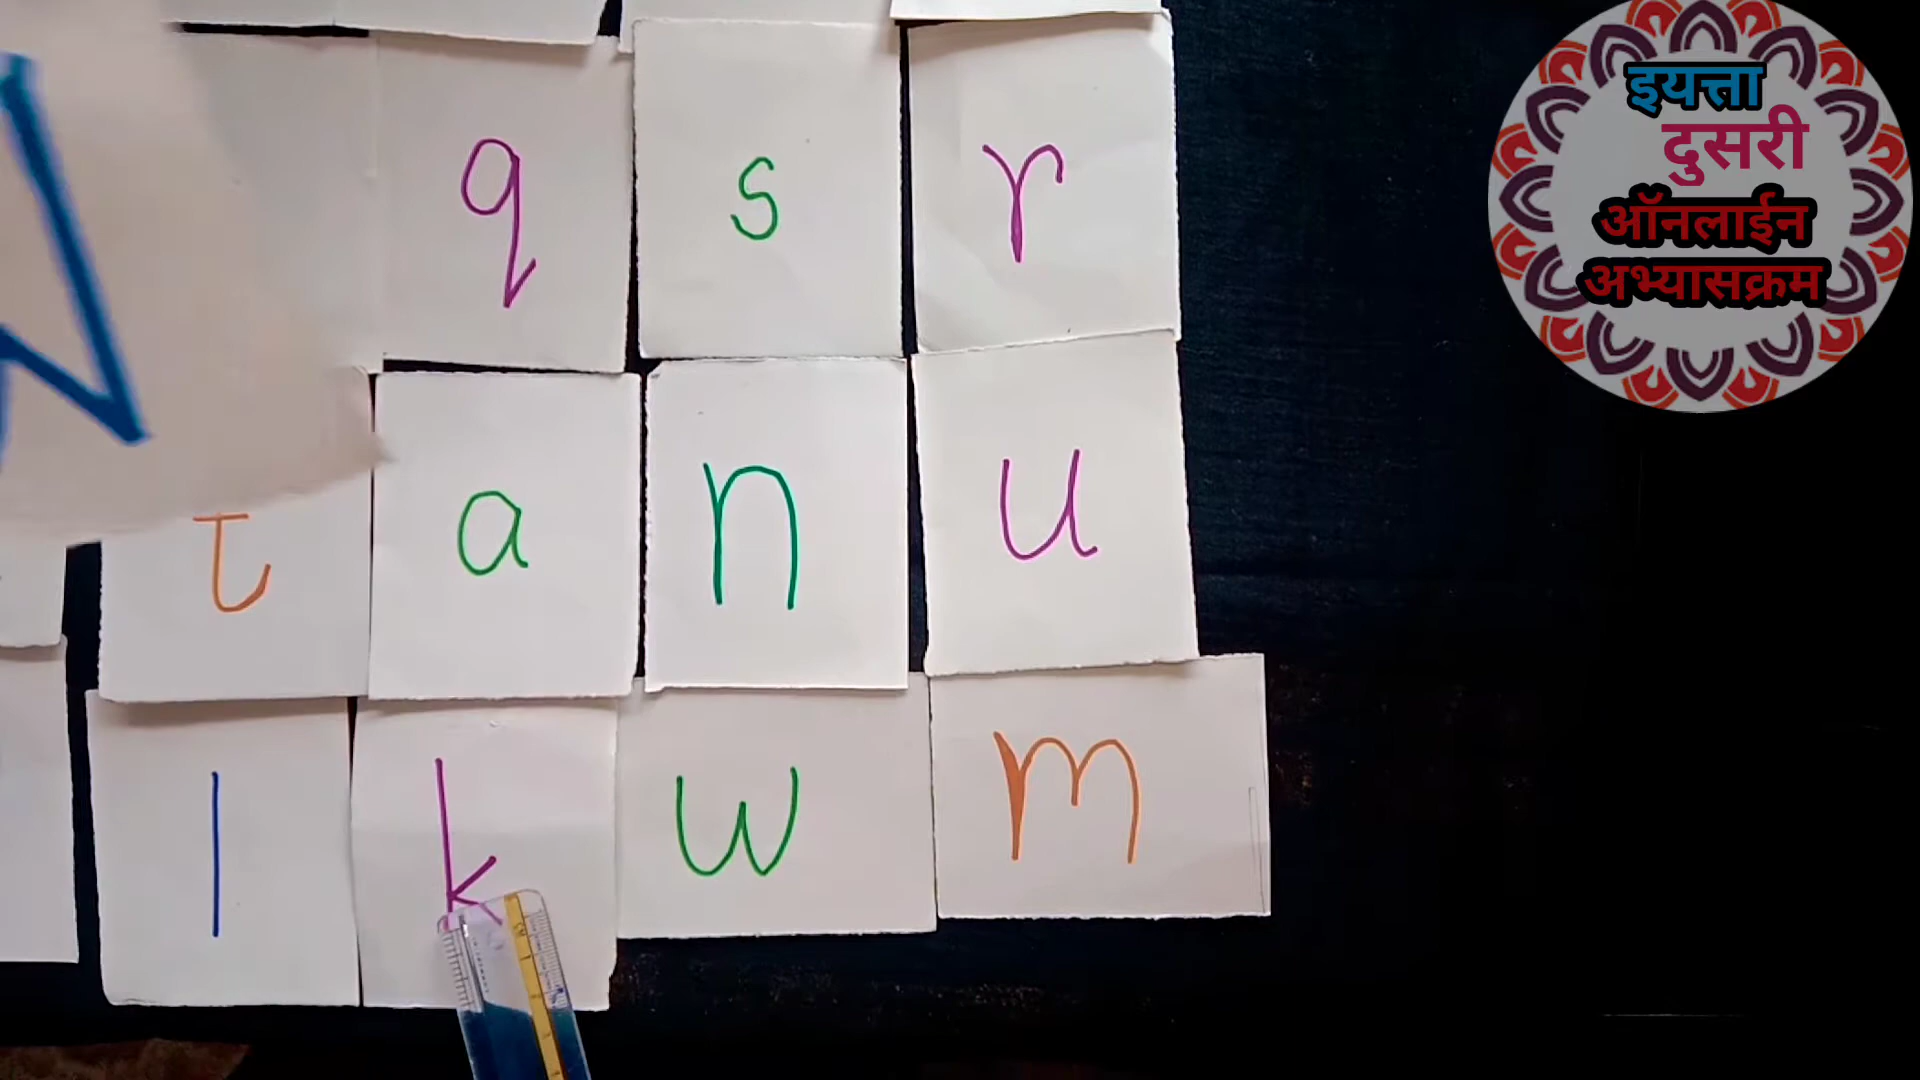 इयत्ता
दुसरी
ऑनलाईन
अभ्यासक्रम
q s r
t a n u
l k w m